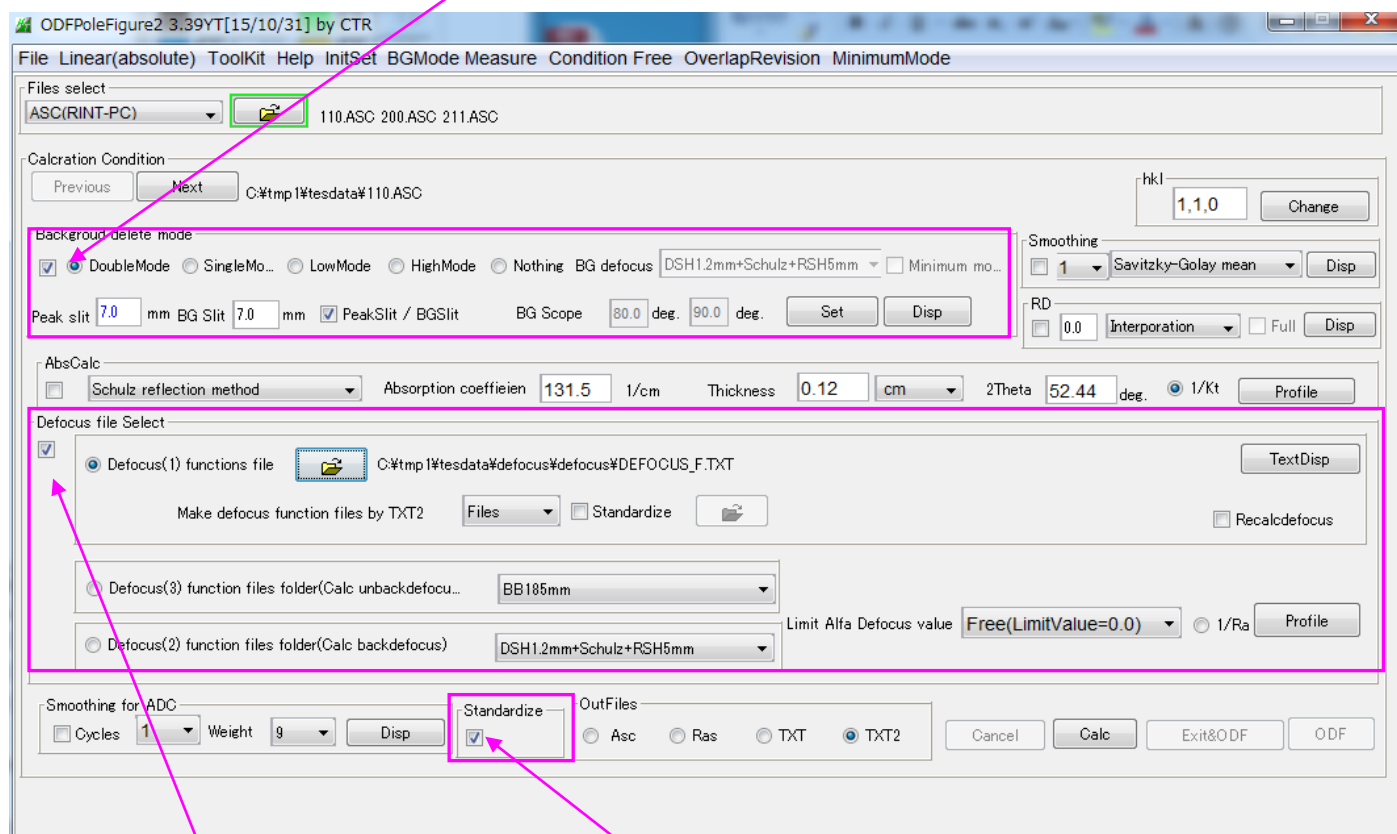 ODFPoleFigure2 3.39YT[15/10/31] by CTR
File Linear(absolute) ToolKit Help InitSet BGMode Measure Condition Free OverlapRevision MinimumMode
Files select
ASC(RINT-PC) 110.ASC 200.ASC 211.ASC
Calcration Condition
Previous Next C:¥tmp1¥tesdata¥110.ASC
hkl
1,1,0 Change
Backgroud delete mode
DoubleMode SingleMo... LowMode HighMode Nothing BG defocus DSH1.2mm+Schulz+RSH5mm Minimum mo...
Peak slit 7.0 mm BG Slit 7.0 mm PeakSlit / BGSlit BG Scope 80.0 deg. 90.0 deg. Set Disp
Smoothing
1 Savitzky-Golay mean Disp
RD
0.0 Interporation Full Disp
AbsCalc
Schulz reflection method Absorption coeffieien 131.5 1/cm Thickness 0.12 cm 2Theta 52.44 deg. 1/Kt Profile
Defocus file Select
Defocus(1) functions file C:¥tmp1¥tesdata¥defocus¥defocus¥DEFOCUS_F.TXT TextDisp
Make defocus function files by TXT2 Files Standardize Recalcdefocus
Defocus(3) function files folder(Calc unbackdefocu... BB185mm
Limit Alfa Defocus value Free(LimitValue=0.0) 1/Ra Profile
Defocus(2) function files folder(Calc backdefocus) DSH1.2mm+Schulz+RSH5mm
Smoothing for ADC
Cycles 1 Weight 9 Disp
Standardize
OutFiles
Asc Ras TXT TXT2 Cancel Calc Exit&ODF ODF